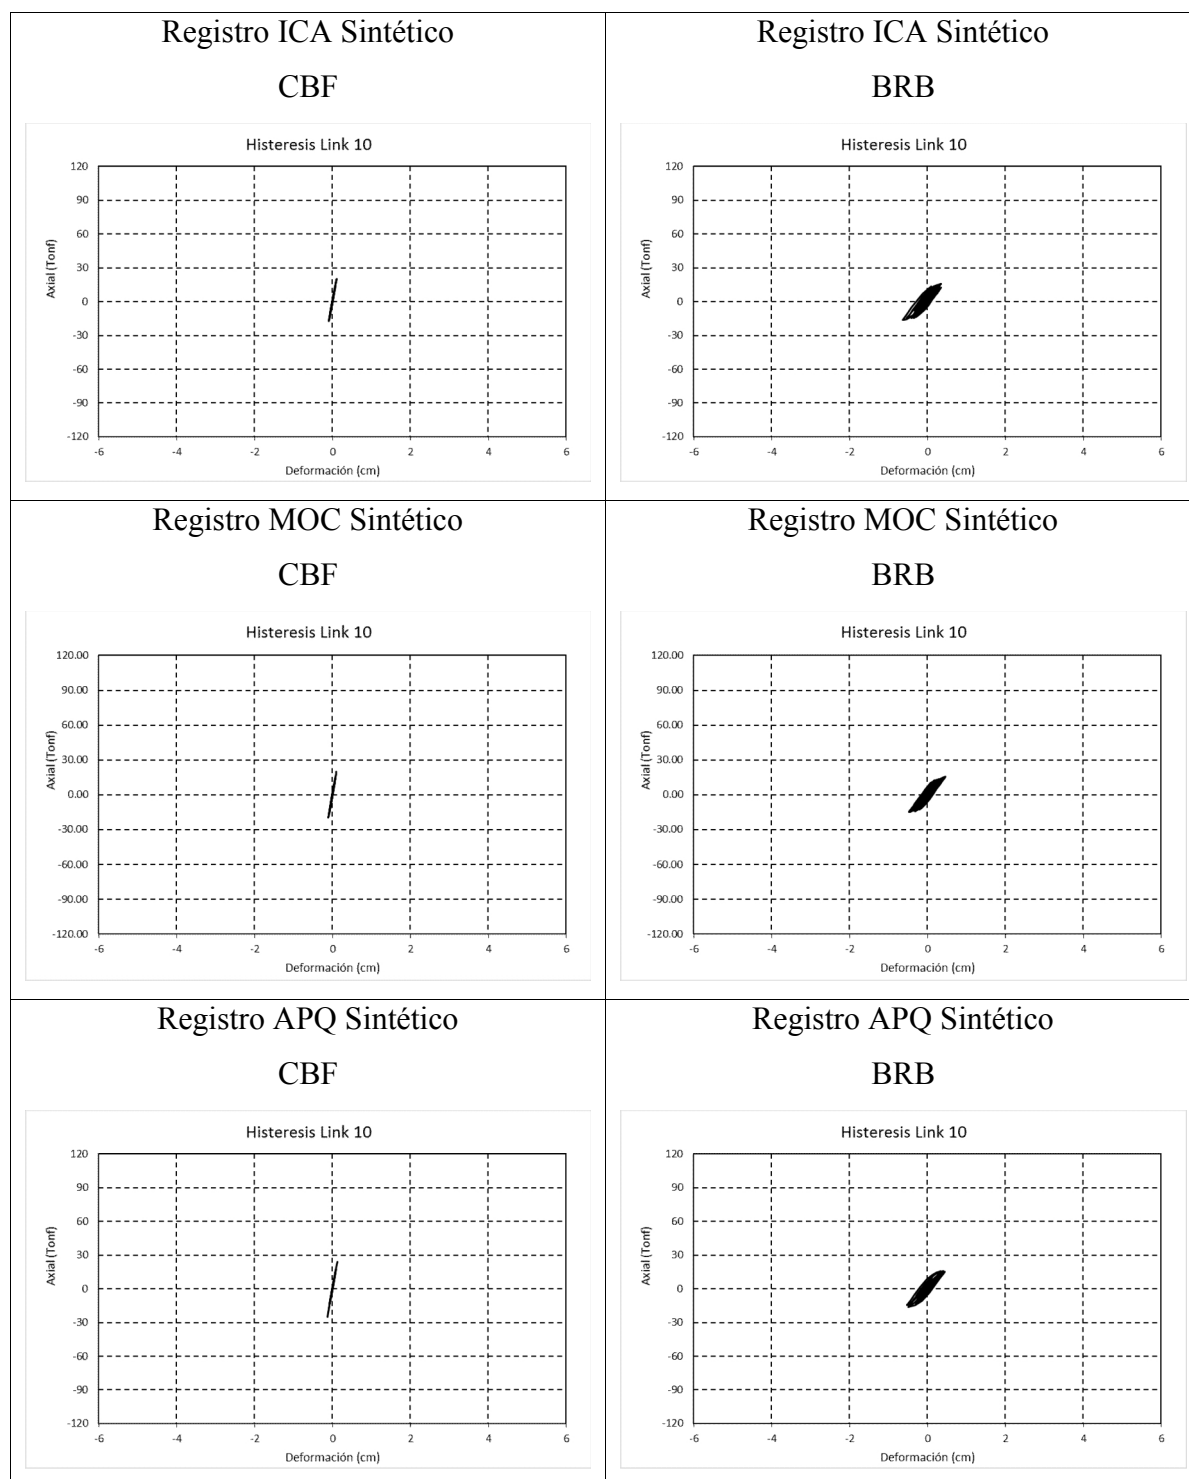 Registro ICA Sintético
CBF
Histeresis Link 10
120
90
60
30
0
-30
-60
-90
-120
Axial (Tonf)
-6 -4 -2 0 2 4 6
Deformación (cm)
Registro ICA Sintético
BRB
Histeresis Link 10
120
90
60
30
0
-30
-60
-90
-120
Axial (Tonf)
-6 -4 -2 0 2 4 6
Deformación (cm)
Registro MOC Sintético
CBF
Histeresis Link 10
120.00
90.00
60.00
30.00
0.00
-30.00
-60.00
-90.00
-120.00
Axial (Tonf)
-6 -4 -2 0 2 4 6
Deformación (cm)
Registro MOC Sintético
BRB
Histeresis Link 10
120.00
90.00
60.00
30.00
0.00
-30.00
-60.00
-90.00
-120.00
Axial (Tonf)
-6 -4 -2 0 2 4 6
Deformación (cm)
Registro APQ Sintético
CBF
Histeresis Link 10
120
90
60
30
0
-30
-60
-90
-120
Axial (Tonf)
-6 -4 -2 0 2 4 6
Deformación (cm)
Registro APQ Sintético
BRB
Histeresis Link 10
120
90
60
30
0
-30
-60
-90
-120
Axial (Tonf)
-6 -4 -2 0 2 4 6
Deformación (cm)